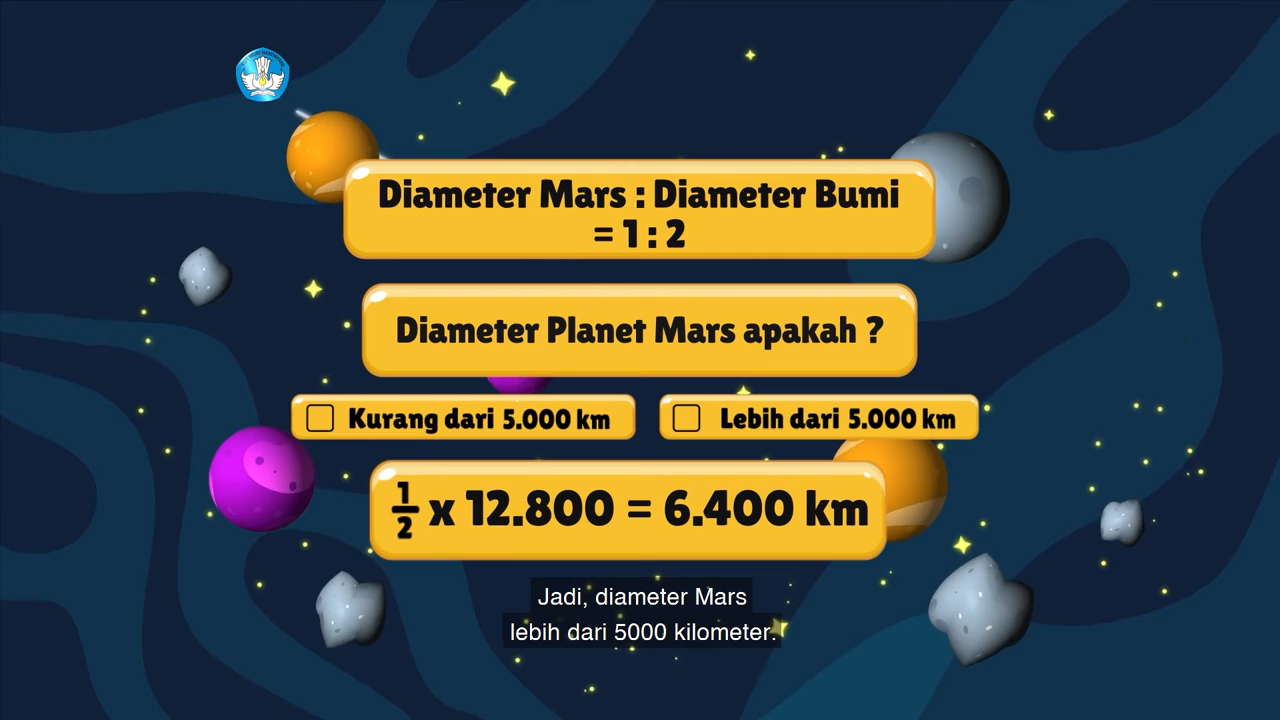 Diameter Mars : Diameter Bumi
= 1 : 2
Diameter Planet Mars apakah ?
Kurang dari 5.000 km
Lebih dari 5.000 km
1/2 x 12.800 = 6.400 km
Jadi, diameter Mars
lebih dari 5000 kilometer.